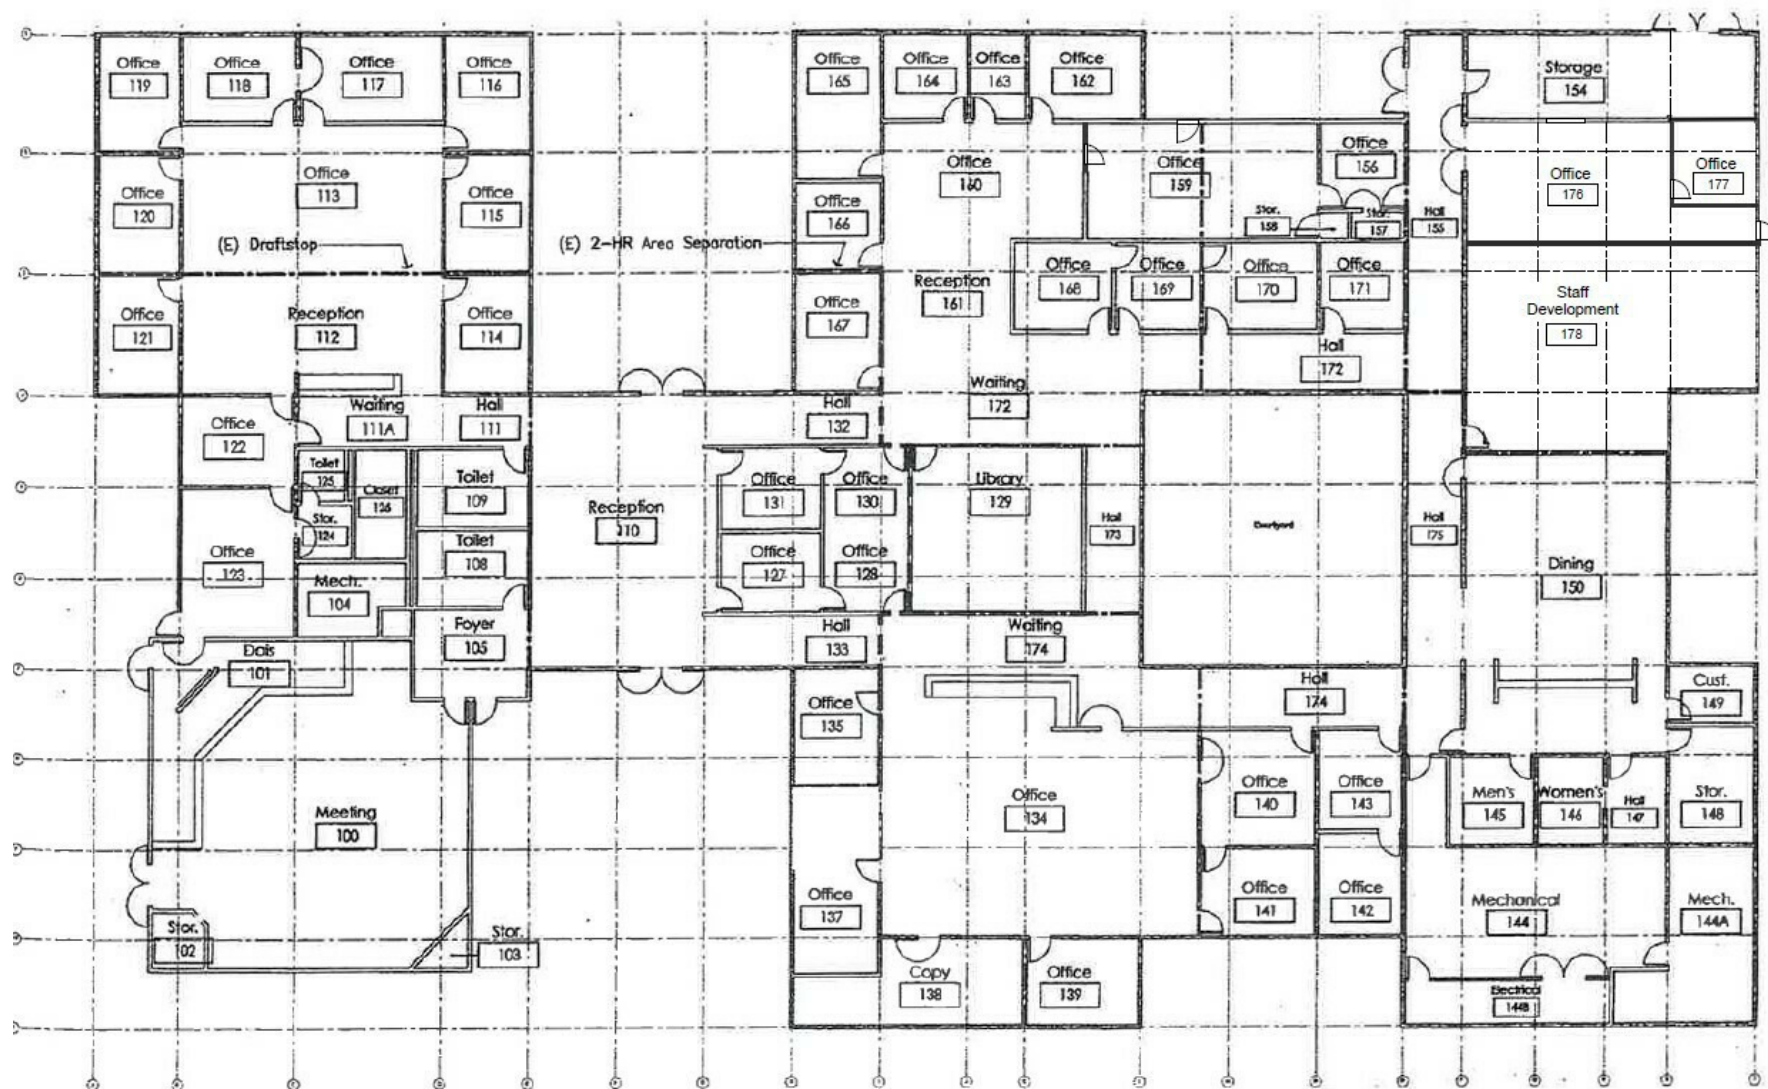 Office
119
Office
118
Office
117
Office
116
Office
165
Office
164
Office
163
Office
162
Storage
154
Office
120
Office
113
Office
115
Office
166
Office
160
Office
159
Office
156
Office
176
Office
177
Stor.
158
Stor.
157
Hall
155
(E) Draftstop
(E) 2-HR Area Separation
Office
121
Reception
112
Office
114
Office
167
Reception
161
Office
168
Office
169
Office
170
Office
171
Staff
Development
178
Hall
172
Office
122
Waiting
111A
Hall
111
Hall
132
Waiting
172
Toilet
125
Closet
126
Toilet
109
Reception
110
Office
131
Office
130
Library
129
Hall
173
Courtyard
Hall
175
Stor.
124
Office
123
Toilet
108
Office
127
Office
128
Dining
150
Mech.
104
Foyer
105
Hall
133
Waiting
174
Dais
101
Hall
174
Cust.
149
Office
135
Meeting
100
Office
134
Office
140
Office
143
Men's
145
Women's
146
Hall
147
Stor.
148
Office
137
Office
141
Office
142
Mechanical
144
Mech.
144A
Stor.
102
Stor.
103
Copy
138
Office
139
Electrical
144B